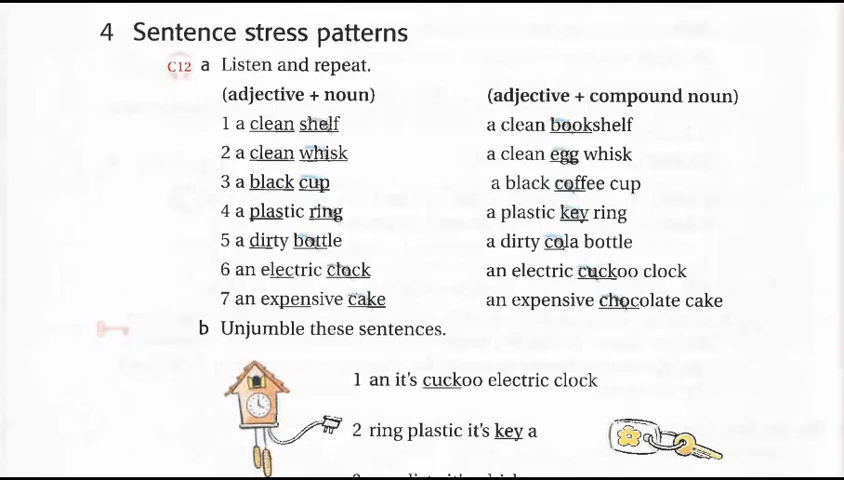 4 Sentence stress patterns
C12 a Listen and repeat.
(adjective + noun) (adjective + compound noun)
1 a clean shelf a clean bookshelf
2 a clean whisk a clean egg whisk
3 a black cup a black coffee cup
4 a plastic ring a plastic key ring
5 a dirty bottle a dirty cola bottle
6 an electric clock an electric cuckoo clock
7 an expensive cake an expensive chocolate cake
b Unjumble these sentences.
1 an it's cuckoo electric clock
2 ring plastic it's key a